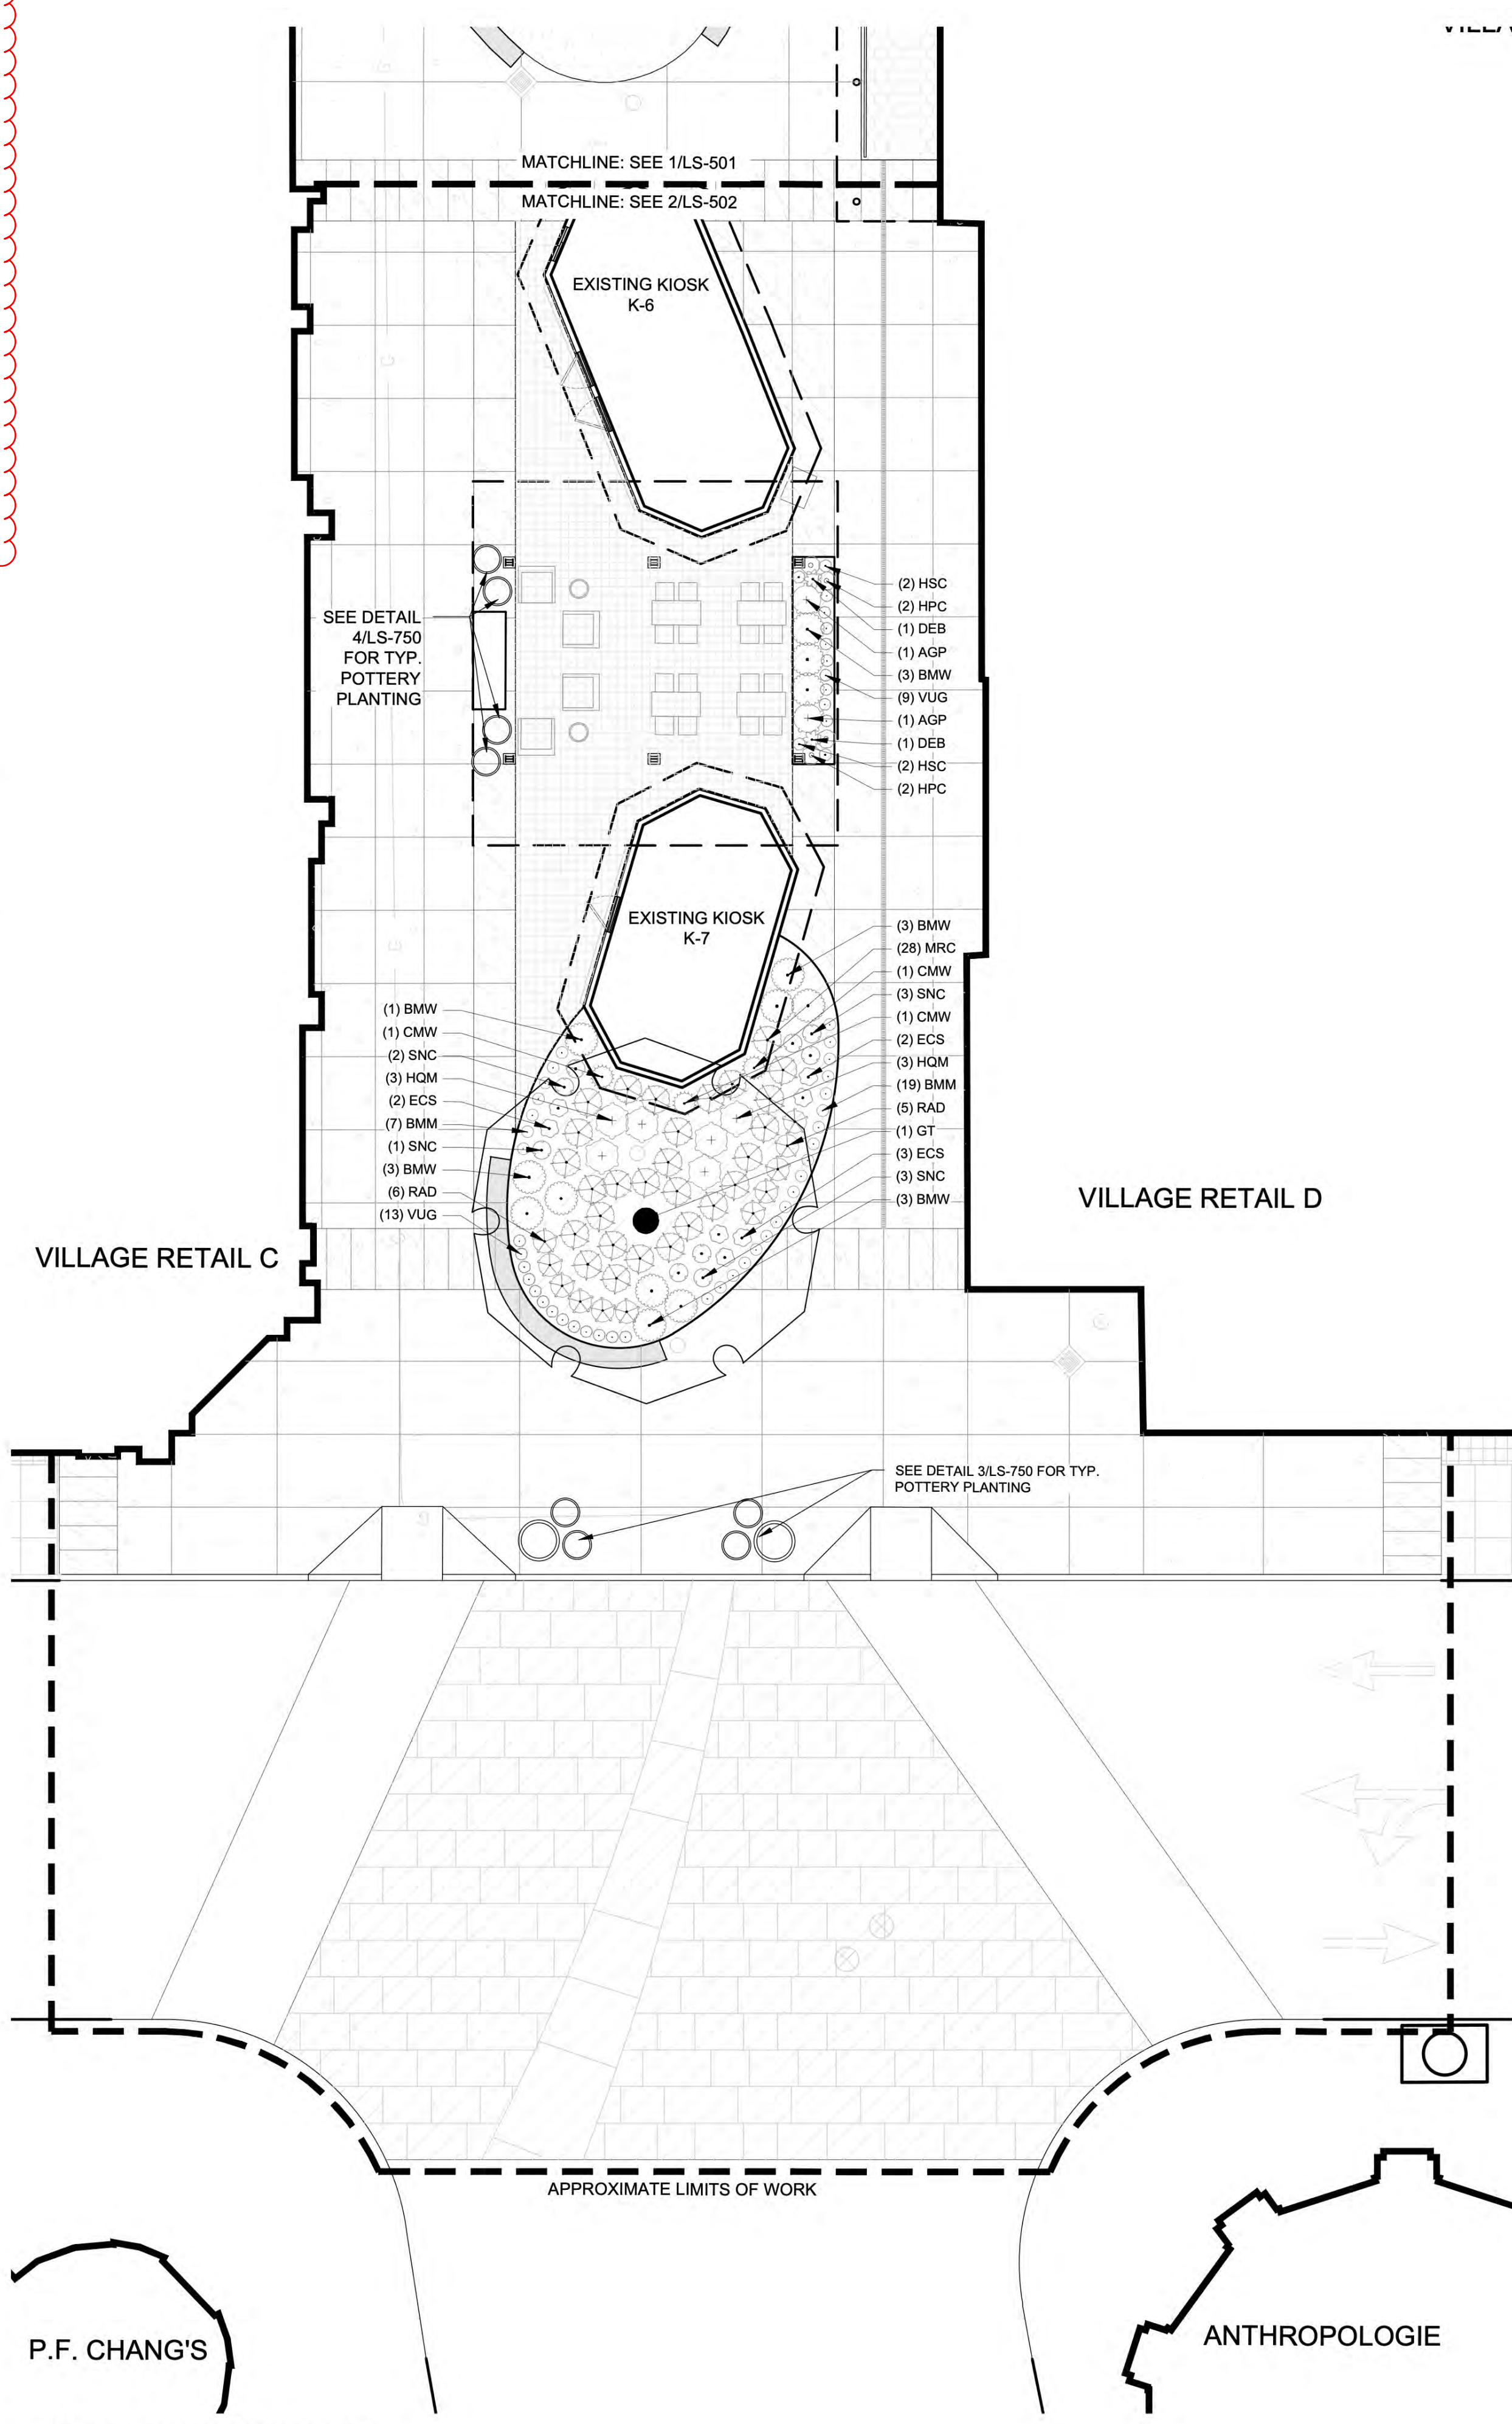 MATCHLINE: SEE 1/LS-501
MATCHLINE: SEE 2/LS-502
EXISTING KIOSK
K-6
SEE DETAIL
4/LS-750
FOR TYP.
POTTERY
PLANTING
(2) HSC
(2) HPC
(1) DEB
(1) AGP
(3) BMW
(9) VUG
(1) AGP
(1) DEB
(2) HSC
(2) HPC
EXISTING KIOSK
K-7
(3) BMW
(28) MRC
(1) CMW
(3) SNC
(1) CMW
(2) ECS
(3) HQM
(19) BMM
(5) RAD
(1) GT
(3) ECS
(3) SNC
(3) BMW
(1) BMW
(1) CMW
(2) SNC
(3) HQM
(2) ECS
(7) BMM
(1) SNC
(3) BMW
(6) RAD
(13) VUG
VILLAGE RETAIL C
VILLAGE RETAIL D
SEE DETAIL 3/LS-750 FOR TYP.
POTTERY PLANTING
APPROXIMATE LIMITS OF WORK
P.F. CHANG'S
ANTHROPOLOGIE